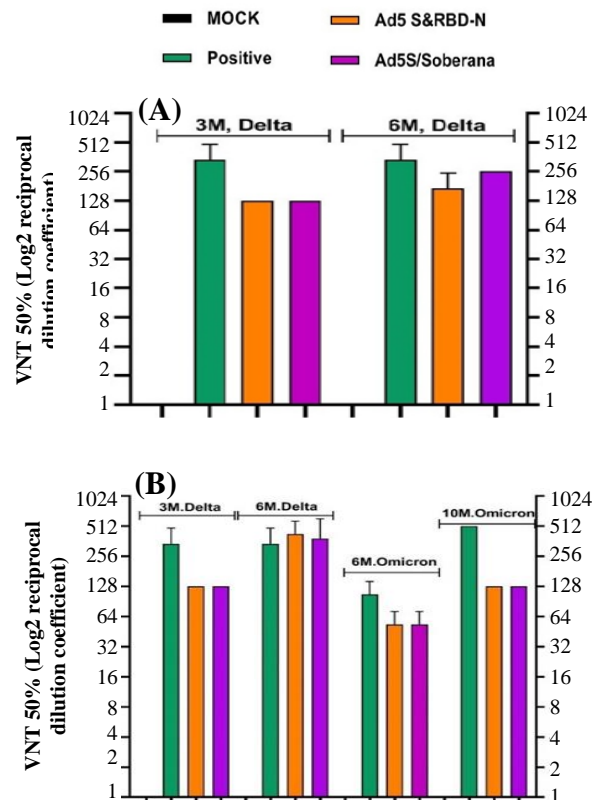 MOCK
Ad5 S&RBD-N
Positive
Ad5S/Soberana
(A)
3M, Delta
6M, Delta
VNT 50% (Log2 reciprocal
dilution coefficient)
1024
512
256
128
64
32
16
8
4
2
1
1024
512
256
128
64
32
16
8
4
2
1
(B)
3M.Delta
6M.Delta
6M.Omicron
10M.Omicron
VNT 50% (Log2 reciprocal
dilution coefficient)
1024
512
256
128
64
32
16
8
4
2
1
1024
512
256
128
64
32
16
8
4
2
1